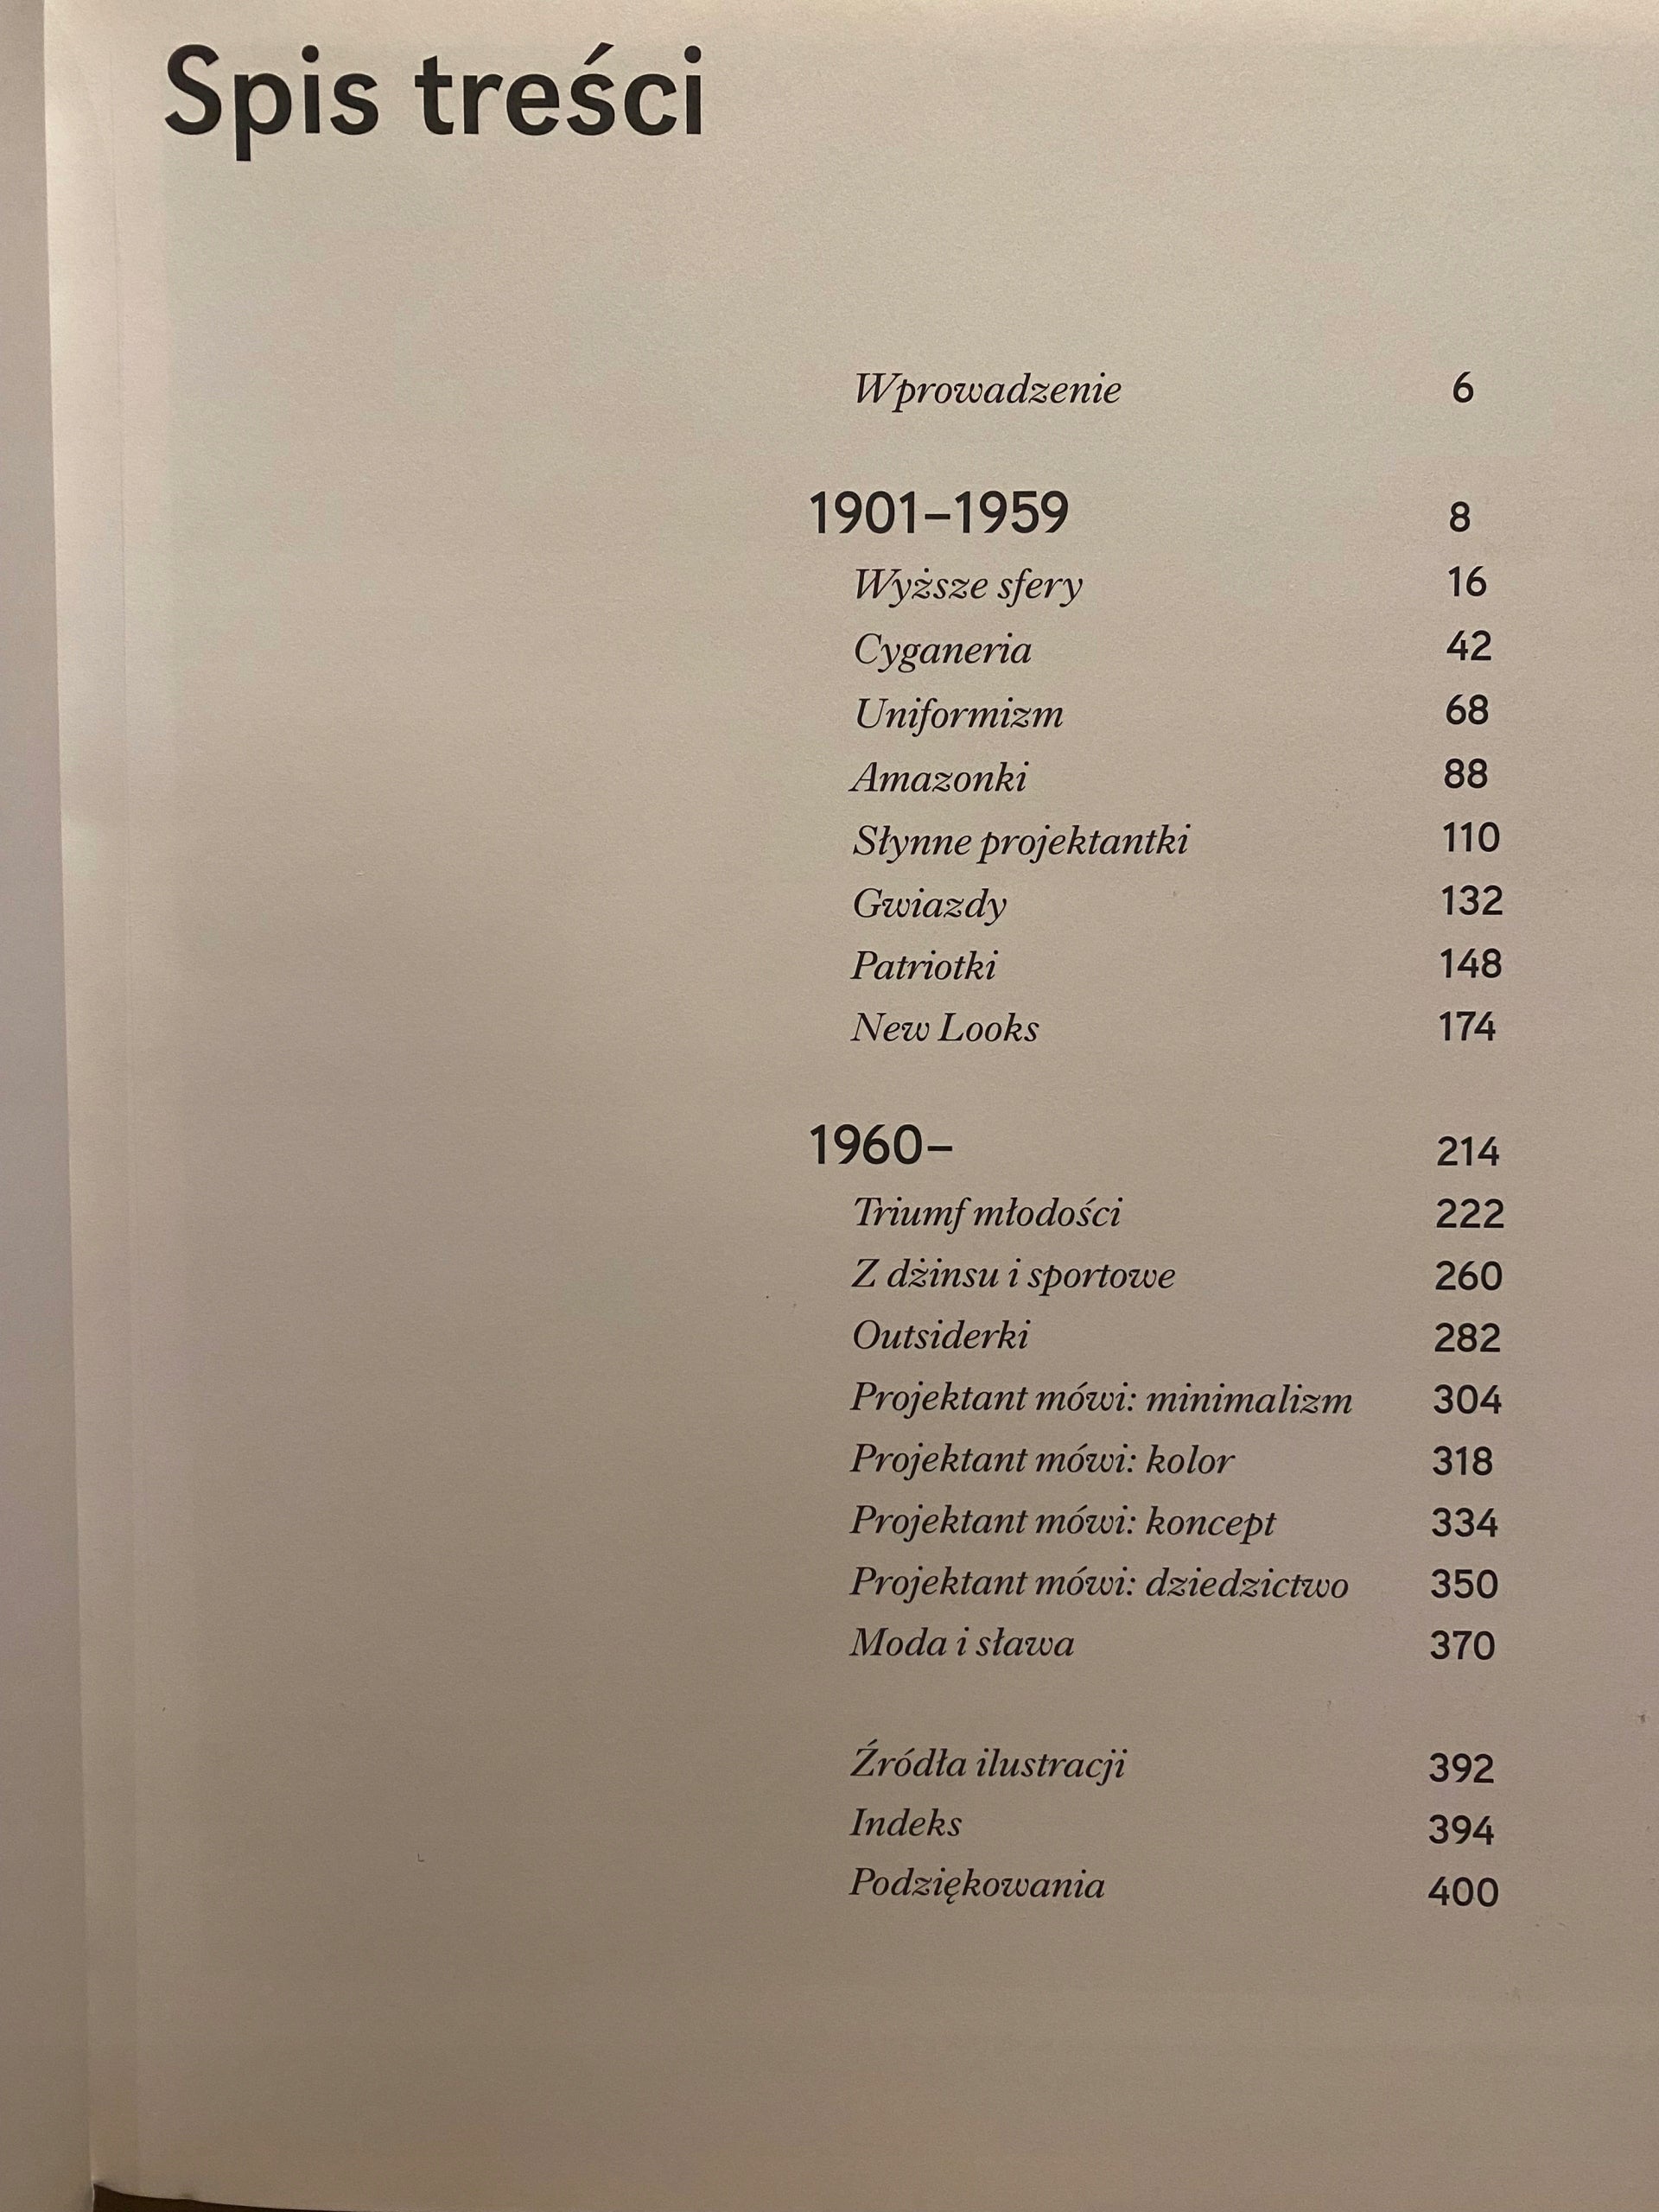 Spis treści
Wprowadzenie 6
1901–1959 8
Wyższe sfery 16
Cyganeria 42
Uniformizm 68
Amazonki 88
Słynne projektantki 110
Gwiazdy 132
Patriotki 148
New Looks 174
1960– 214
Triumf młodości 222
Z dżinsu i sportowe 260
Outsiderki 282
Projektant mówi: minimalizm 304
Projektant mówi: kolor 318
Projektant mówi: koncept 334
Projektant mówi: dziedzictwo 350
Moda i sława 370
Źródła ilustracji 392
Indeks 394
Podziękowania 400